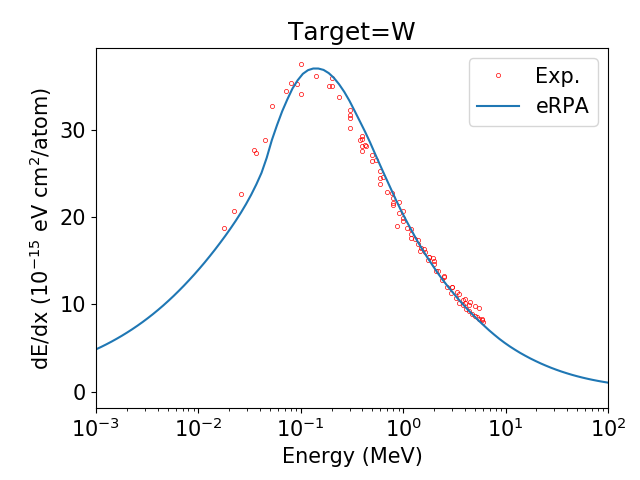 Target=W
Exp.
eRPA
dE/dx (10⁻¹⁵ eV cm²/atom)
30
20
10
0
10⁻³ 10⁻² 10⁻¹ 10⁰ 10¹ 10²
Energy (MeV)